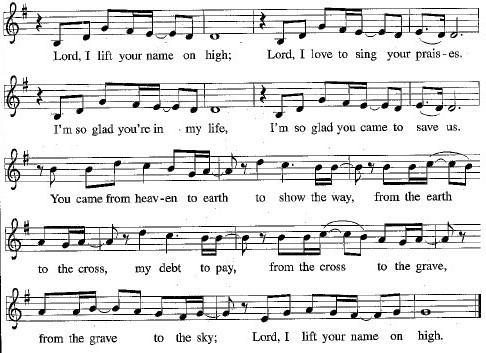 Lord, I lift your name on high; Lord, I love to sing your prais-es.
I'm so glad you're in my life, I'm so glad you came to save us.
You came from heav-en to earth to show the way, from the earth
to the cross, my debt to pay, from the cross to the grave,
from the grave to the sky; Lord, I lift your name on high.